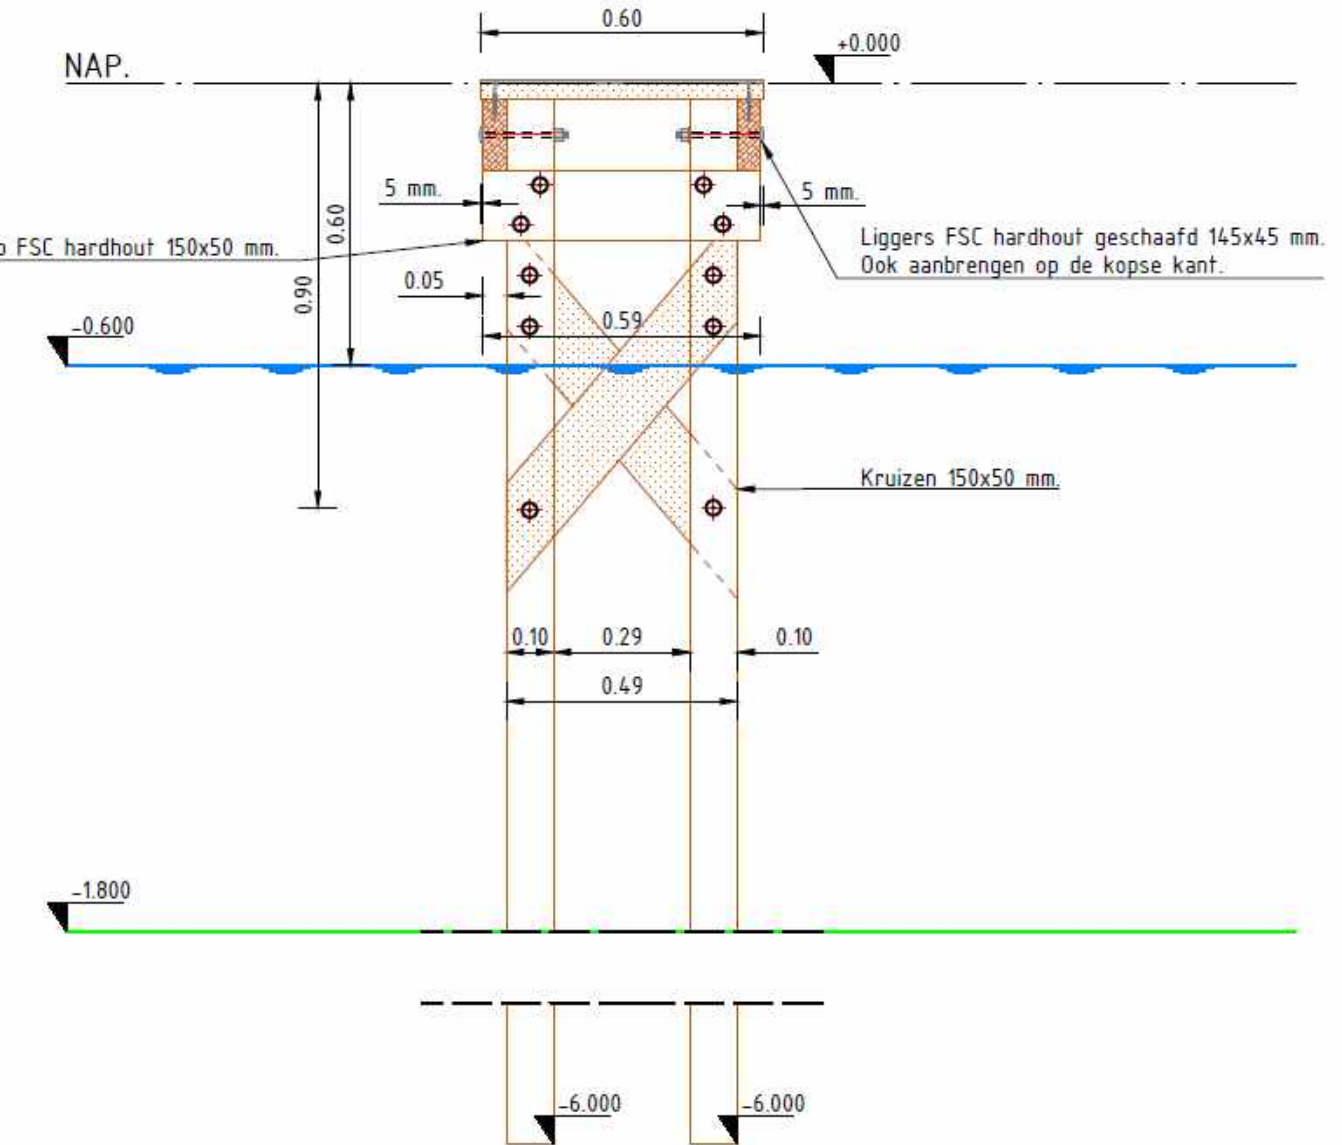 0.60
+0.000
NAP.
5 mm.
5 mm.
0.60
FSC hardhout 150x50 mm.
Liggers FSC hardhout geschaafd 145x45 mm.
Ook aanbrengen op de kopse kant.
0.05
0.90
0.59
-0.600
Kruizen 150x50 mm.
0.10
0.29
0.10
0.49
-1.800
-6.000
-6.000